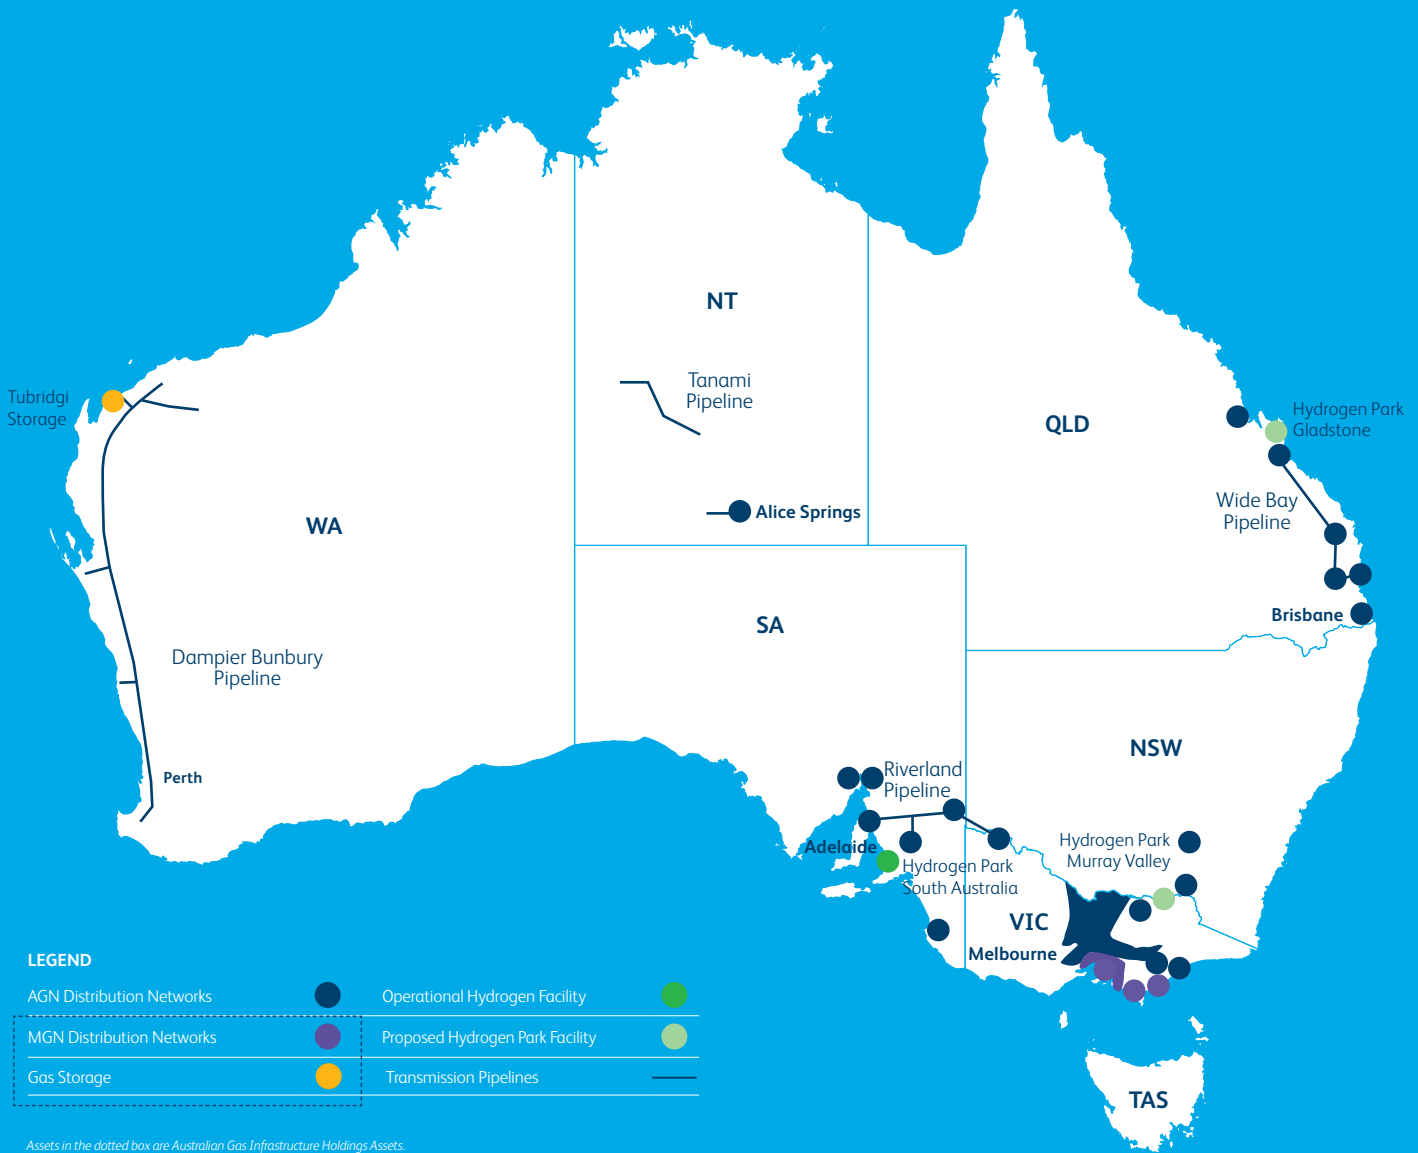 NT
Tanami
Pipeline
Tubridgi
Storage
Hydrogen Park
Gladstone
QLD
Wide Bay
Pipeline
Alice Springs
WA
Brisbane
SA
Dampier Bunbury
Pipeline
NSW
Perth
Riverland
Pipeline
Adelaide
Hydrogen Park
Murray Valley
Hydrogen Park
South Australia
VIC
Melbourne
LEGEND
AGN Distribution Networks
Operational Hydrogen Facility
MGN Distribution Networks
Proposed Hydrogen Park Facility
Gas Storage
Transmission Pipelines
TAS
Assets in the dotted box are Australian Gas Infrastructure Holdings Assets.